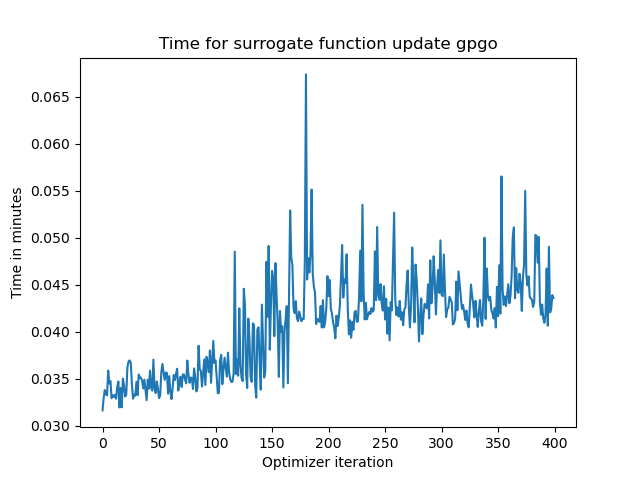 Time for surrogate function update gpgo
0.065
0.060
0.055
0.050
0.045
0.040
0.035
0.030
Time in minutes
0 50 100 150 200 250 300 350 400
Optimizer iteration